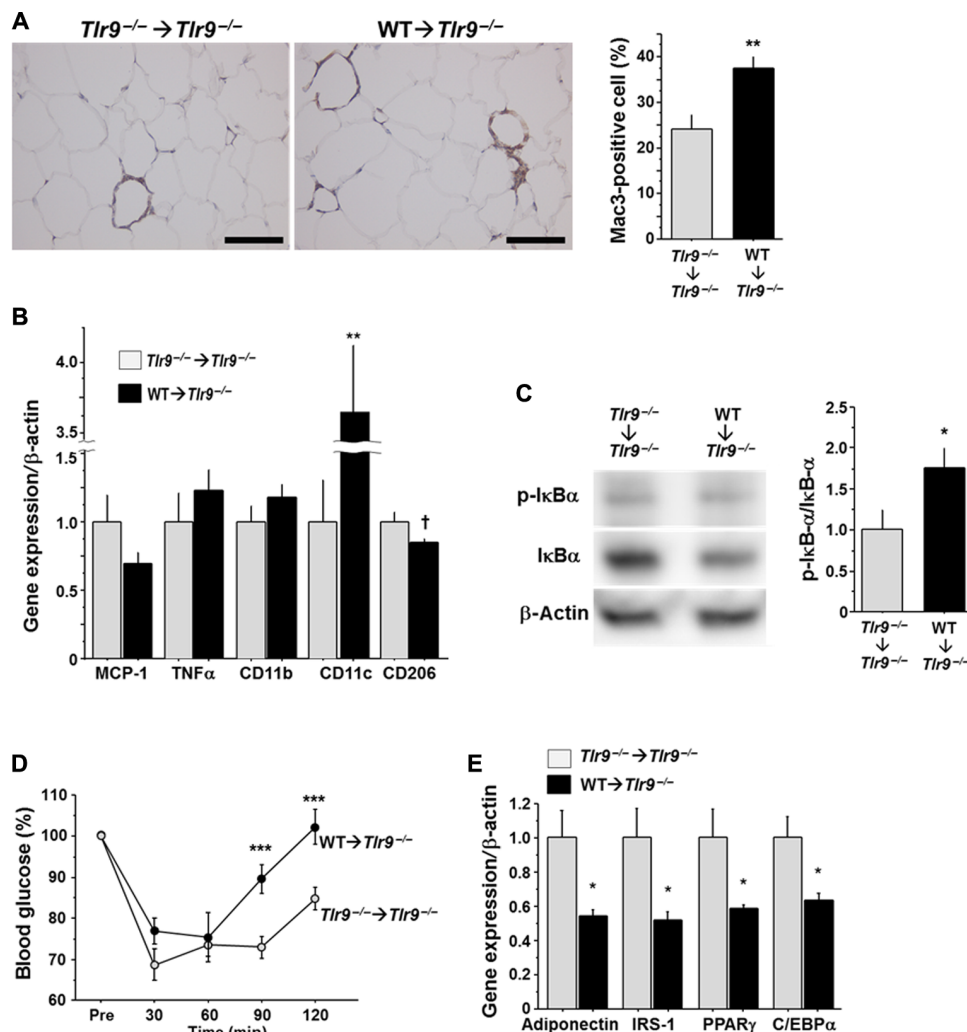 A
Tlr9−/− → Tlr9−/−
WT → Tlr9−/−
Mac3-positive cell (%)
40
30
20
10
0
**
Tlr9−/− WT
↓ ↓
Tlr9−/− Tlr9−/−
B
Gene expression/β-actin
4.0
3.5
1.5
1.0
0.5
0
Tlr9−/− → Tlr9−/−
WT → Tlr9−/−
**
†
MCP-1 TNFα CD11b CD11c CD206
C
Tlr9−/− WT
↓ ↓
Tlr9−/− Tlr9−/−
p-IκBα
IκBα
β-Actin
p-IκB-α/IκB-α
2.5
2.0
1.5
1.0
0.5
0
*
Tlr9−/− WT
↓ ↓
Tlr9−/− Tlr9−/−
D
Blood glucose (%)
110
100
90
80
70
60
***
***
WT → Tlr9−/−
Tlr9−/− → Tlr9−/−
Pre 30 60 90 120
Time (min)
E
Tlr9−/− → Tlr9−/−
WT → Tlr9−/−
Gene expression/β-actin
1.2
1.0
0.8
0.6
0.4
0.2
0
* * * *
Adiponectin IRS-1 PPARγ C/EBPα